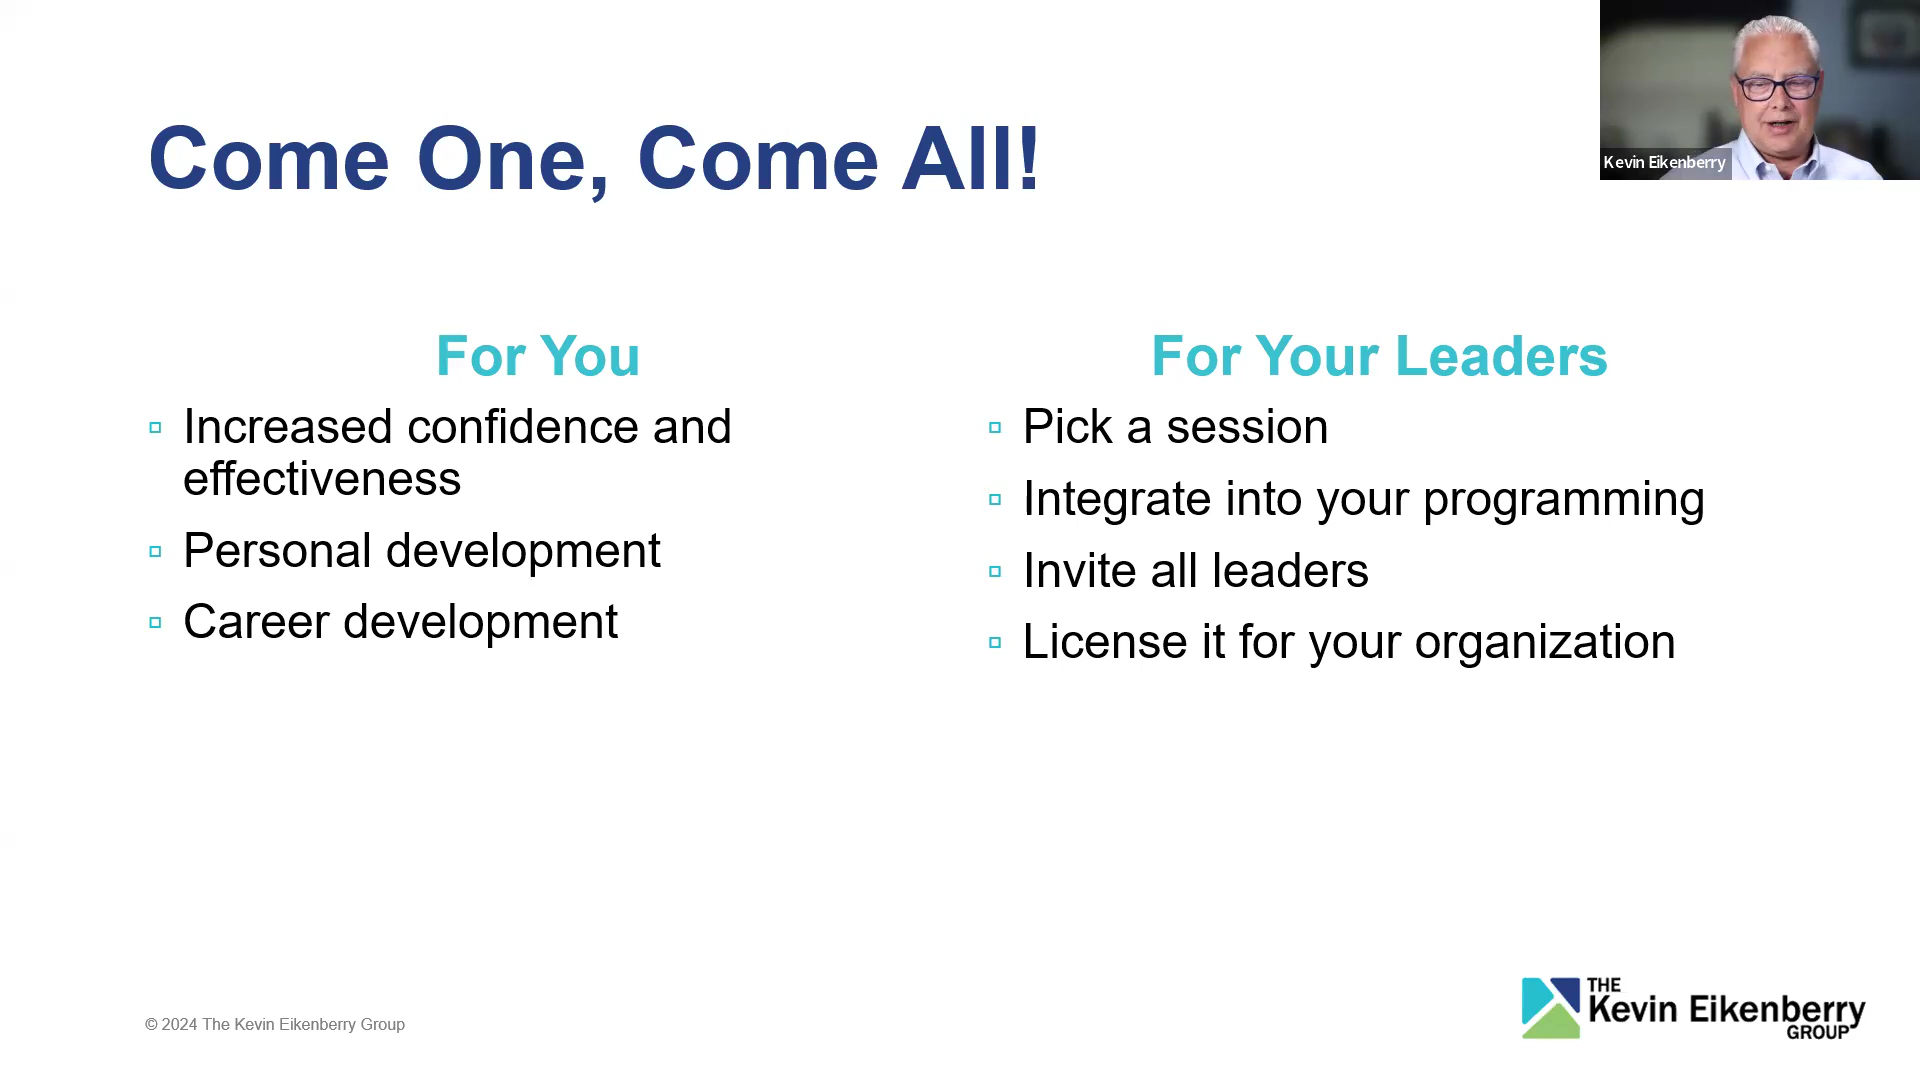 Come One, Come All!
Kevin Eikenberry
For You
Increased confidence and
effectiveness
Personal development
Career development
For Your Leaders
Pick a session
Integrate into your programming
Invite all leaders
License it for your organization
© 2024 The Kevin Eikenberry Group
THE
Kevin Eikenberry
GROUP